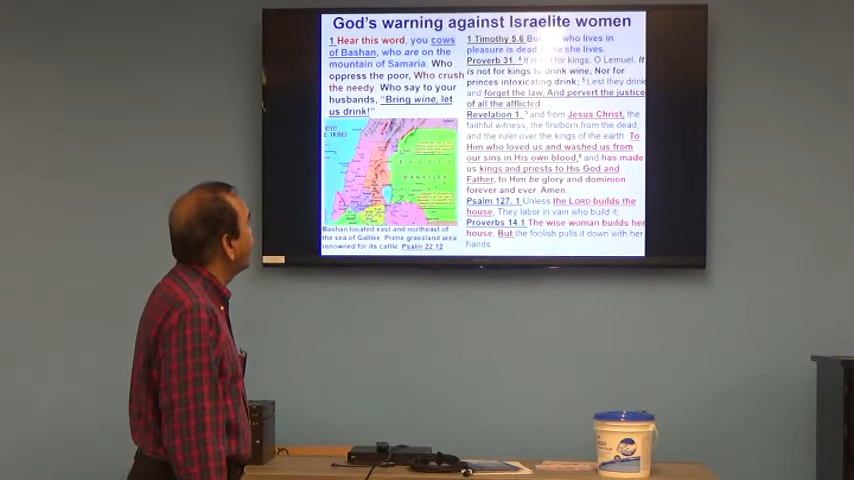 God's warning against Israelite women
1 Hear this word, you cows
of Bashan, who are on the
mountain of Samaria. Who
oppress the poor, Who crush
the needy. Who say to your
husbands, "Bring wine, let
us drink!"
Bashan located east and northeast of
the sea of Galilee. Prime grassland area
renowned for its cattle. Psalm 22.12
1 Timothy 5.6 But who lives in
pleasure is dead while she lives.
Proverb 31. 4 It is not for kings, O Lemuel. It
is not for kings to drink wine, Nor for
princes intoxicating drink; 5 Lest they drink
and forget the law, And pervert the justice
of all the afflicted
Revelation 1. 5 and from Jesus Christ, the
faithful witness, the firstborn from the dead,
and the ruler over the kings of the earth. To
Him who loved us and washed us from
our sins in His own blood, 6 and has made
us kings and priests to His God and
Father, to Him be glory and dominion
forever and ever. Amen.
Psalm 127. 1 Unless the LORD builds the
house, They labor in vain who build it;
Proverbs 14.1 The wise woman builds her
house, But the foolish pulls it down with her
hands.